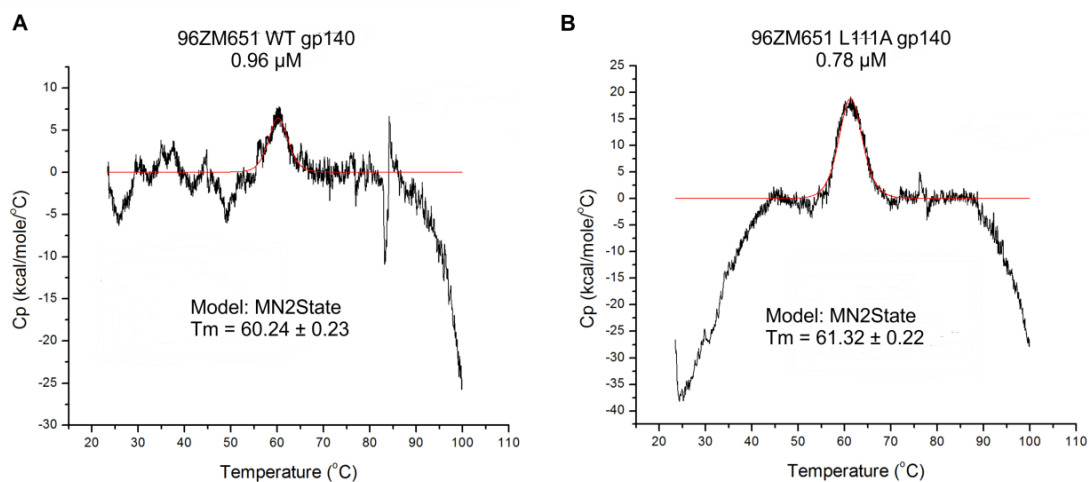 A
96ZM651 WT gp140
0.96 µM
10
5
0
-5
-10
-15
-20
-25
-30
Cp (kcal/mole/°C)
Model: MN2State
Tm = 60.24 ± 0.23
20 30 40 50 60 70 80 90 100 110
Temperature (°C)
B
96ZM651 L111A gp140
0.78 µM
25
20
15
10
5
0
-5
-10
-15
-20
-25
-30
-35
-40
Cp (kcal/mole/°C)
Model: MN2State
Tm = 61.32 ± 0.22
20 30 40 50 60 70 80 90 100 110
Temperature (°C)